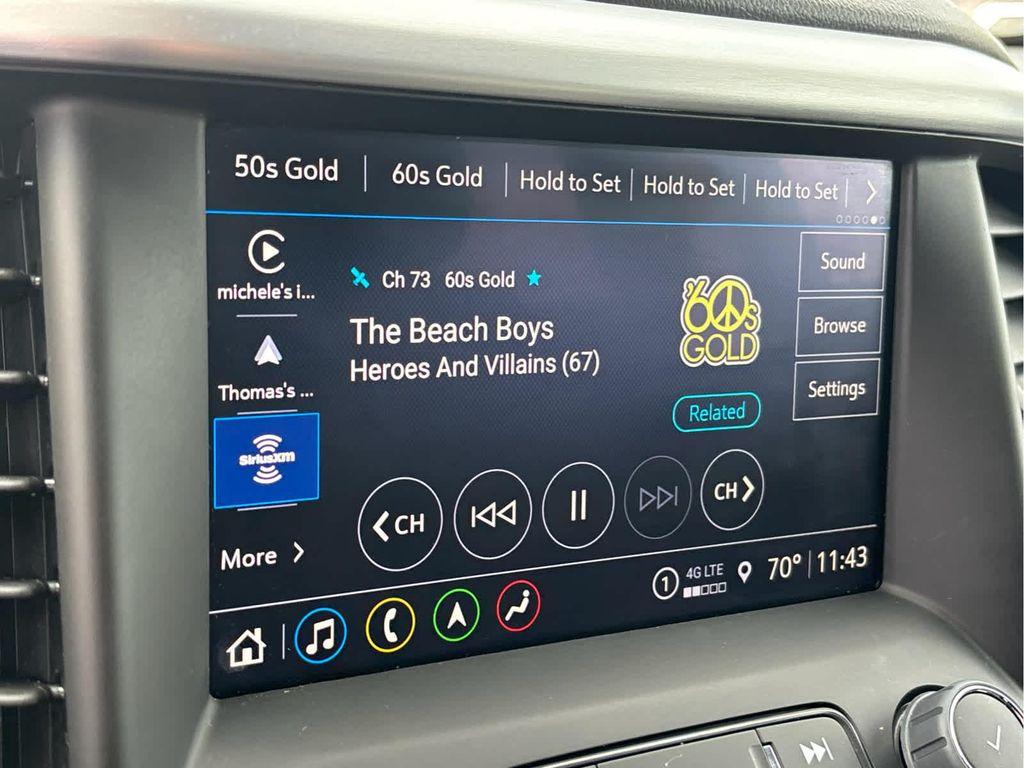 50s Gold 60s Gold Hold to Set Hold to Set Hold to Set
michele's i...
Thomas's ...
SiriusXM
More
Ch 73 60s Gold
The Beach Boys
Heroes And Villains (67)
'60s
GOLD
Related
Sound
Browse
Settings
CH
CH
1 4G LTE 70° 11:43